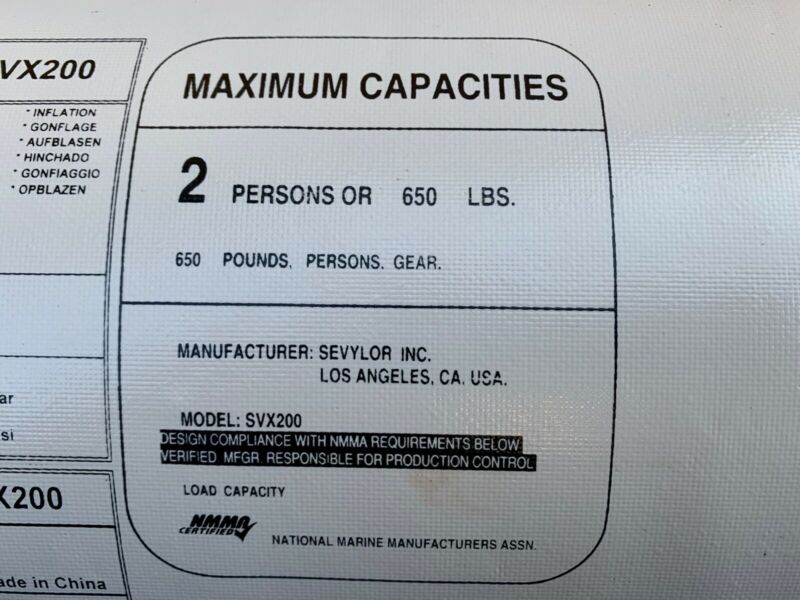 VX200
· INFLATION
· GONFLAGE
· AUFBLASEN
· HINCHADO
· GONFIAGGIO
· OPBLAZEN
ar
si
X200
ade in China
MAXIMUM CAPACITIES
2 PERSONS OR 650 LBS.
650 POUNDS. PERSONS. GEAR.
MANUFACTURER: SEVYLOR INC.
LOS ANGELES, CA. USA.
MODEL: SVX200
DESIGN COMPLIANCE WITH NMMA REQUIREMENTS BELOW
VERIFIED. MFGR. RESPONSIBLE FOR PRODUCTION CONTROL
LOAD CAPACITY
NMMA
CERTIFIED
NATIONAL MARINE MANUFACTURERS ASSN.